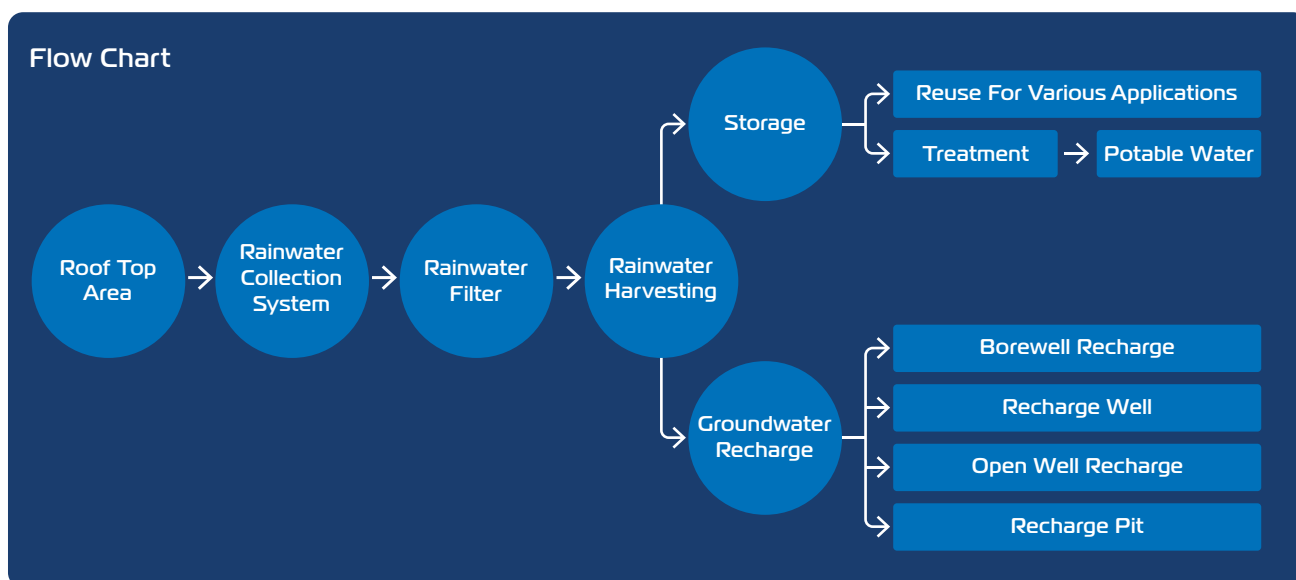 Flow Chart
Roof Top
Area
Rainwater
Collection
System
Rainwater
Filter
Rainwater
Harvesting
Storage
Reuse For Various Applications
Treatment
Potable Water
Groundwater
Recharge
Borewell Recharge
Recharge Well
Open Well Recharge
Recharge Pit